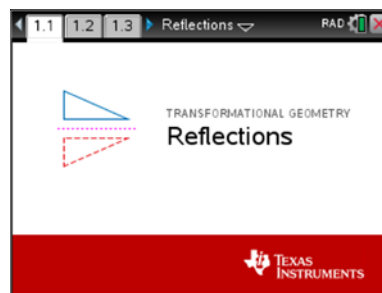 1.1 1.2 1.3 Reflections RAD
TRANSFORMATIONAL GEOMETRY
Reflections
TEXAS
INSTRUMENTS